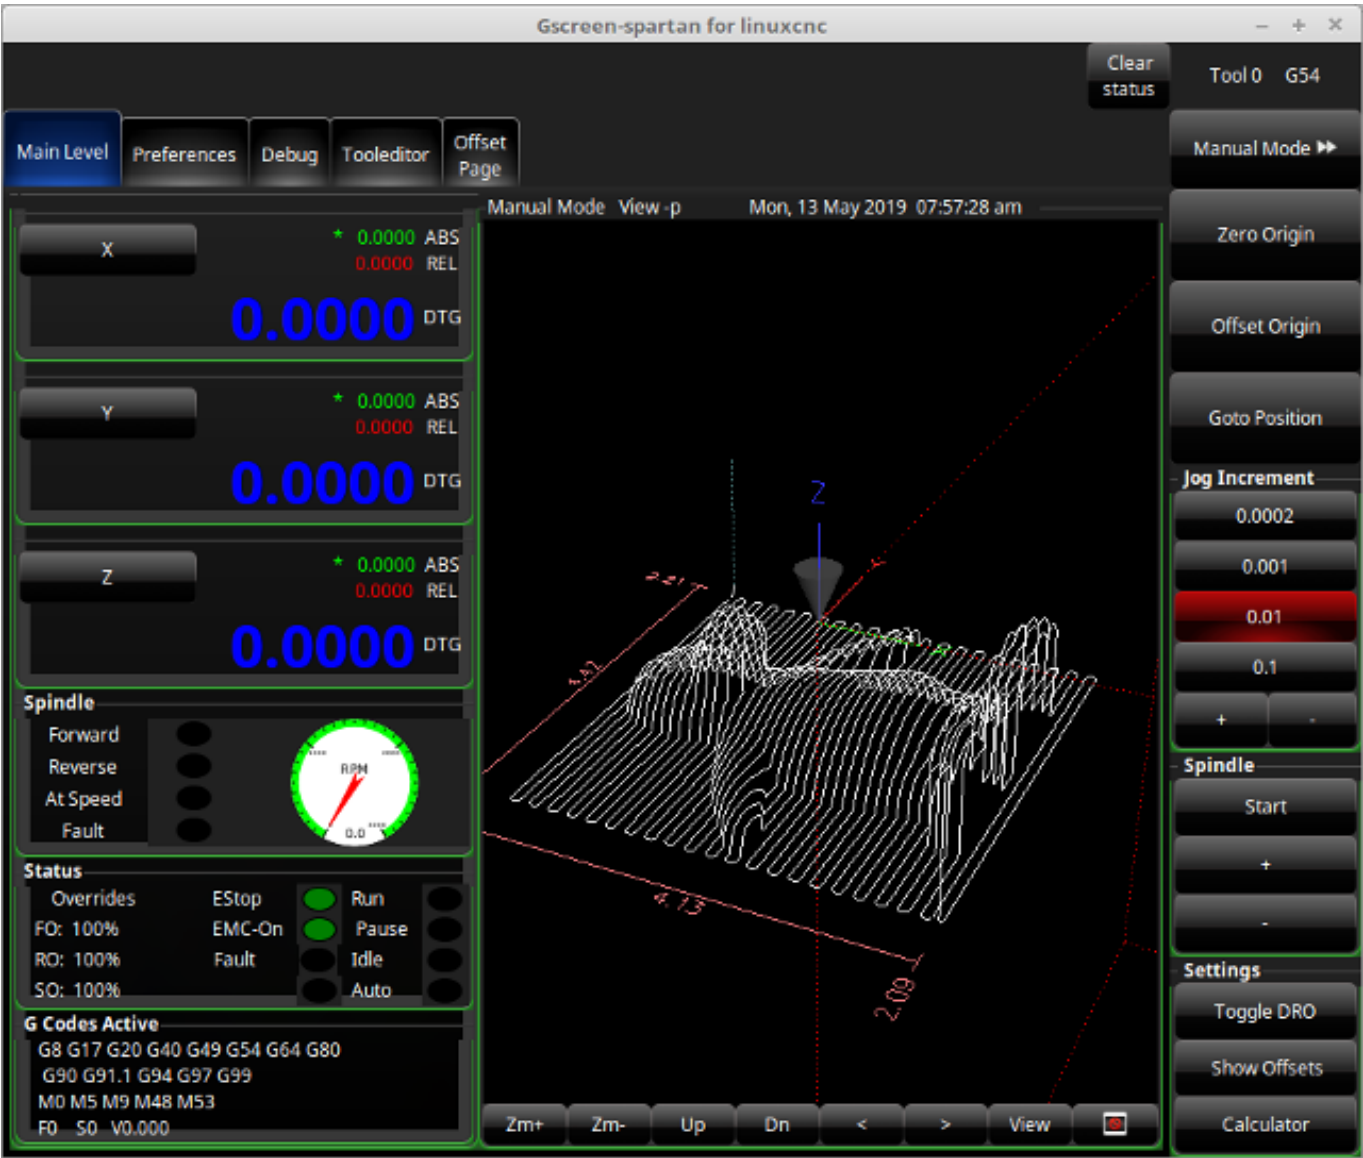 Gscreen-spartan for linuxcnc
Clear status
Tool 0 G54
Main Level
Preferences
Debug
Tooleditor
Offset Page
Manual Mode
Manual Mode View -p Mon, 13 May 2019 07:57:28 am
X
* 0.0000 ABS
0.0000 REL
0.0000 DTG
Y
* 0.0000 ABS
0.0000 REL
0.0000 DTG
Z
* 0.0000 ABS
0.0000 REL
0.0000 DTG
Spindle
Forward
Reverse
At Speed
Fault
RPM
0.0
Status
Overrides EStop Run
FO: 100% EMC-On Pause
RO: 100% Fault Idle
SO: 100% Auto
G Codes Active
G8 G17 G20 G40 G49 G54 G64 G80
G90 G91.1 G94 G97 G99
M0 M5 M9 M48 M53
F0 S0 V0.000
Z
4.13
2.09
Zm+ Zm- Up Dn < > View
Zero Origin
Offset Origin
Goto Position
Jog Increment
0.0002
0.001
0.01
0.1
+ -
Spindle
Start
+
-
Settings
Toggle DRO
Show Offsets
Calculator